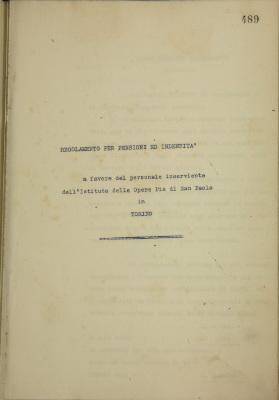 489
REGOLAMENTO PER PENSIONI ED INDENNITA'
a favore del personale inserviente
dell'Istituto delle Opere Pie di San Paolo
in
TORINO